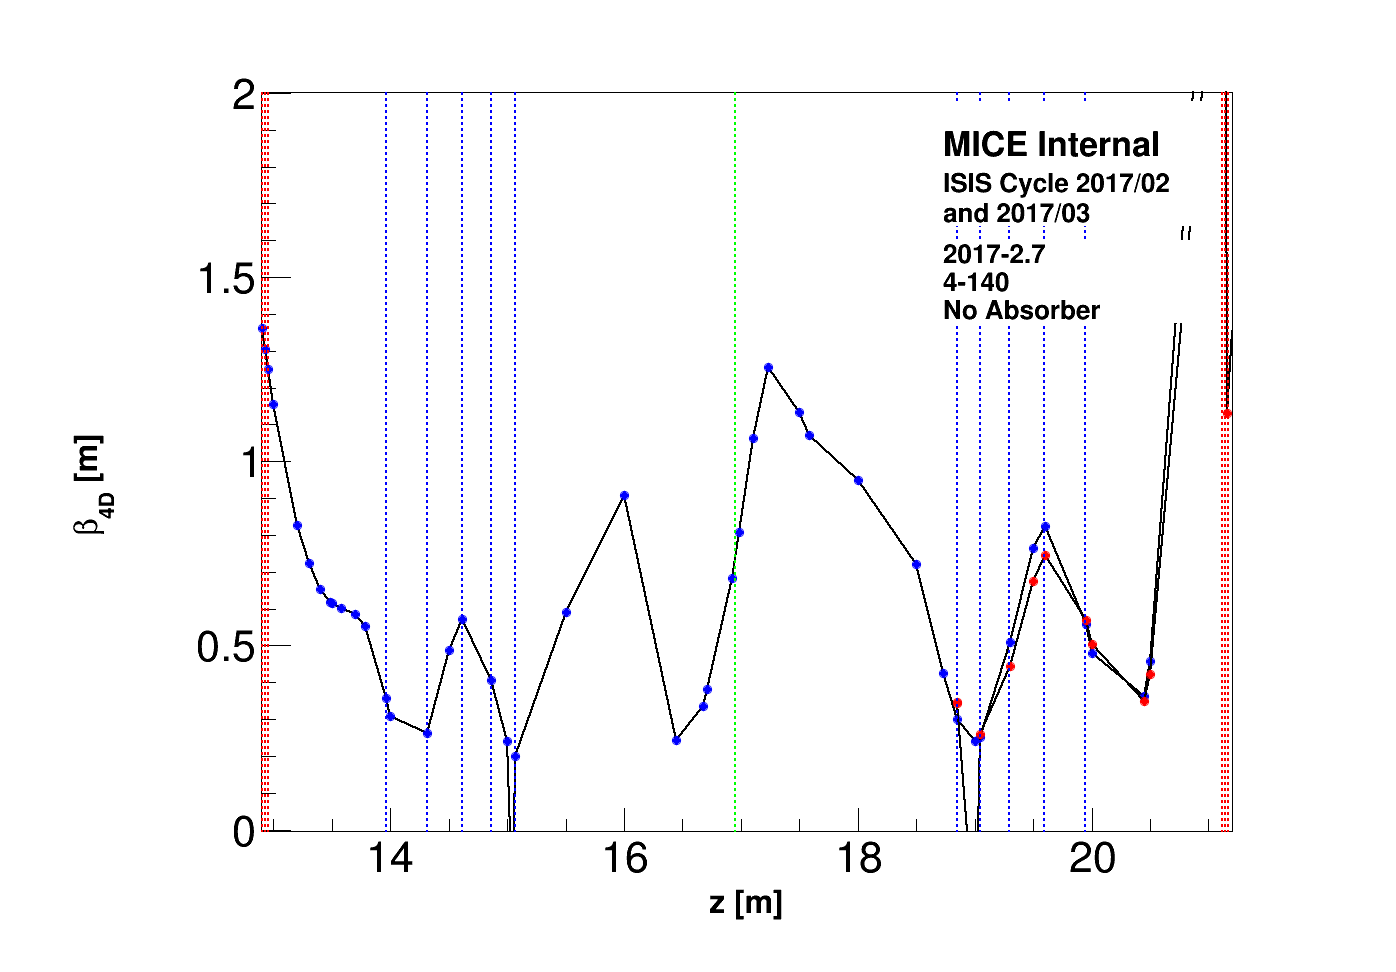 2
1.5
1
0.5
0
β4D [m]
MICE Internal
ISIS Cycle 2017/02
and 2017/03
2017-2.7
4-140
No Absorber
14 16 18 20
z [m]